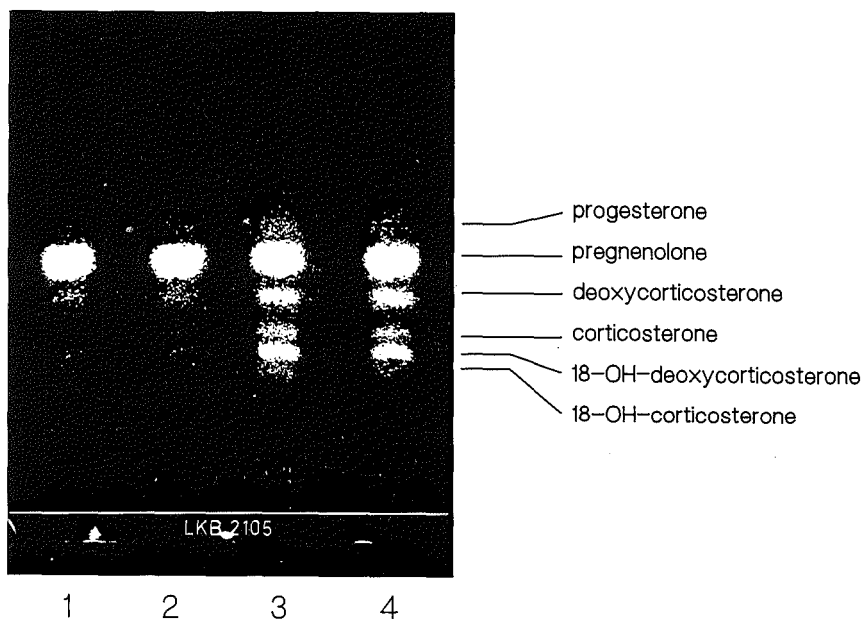 progesterone
pregnenolone
deoxycorticosterone
corticosterone
18-OH-deoxycorticosterone
18-OH-corticosterone
LKB 2105
1 2 3 4